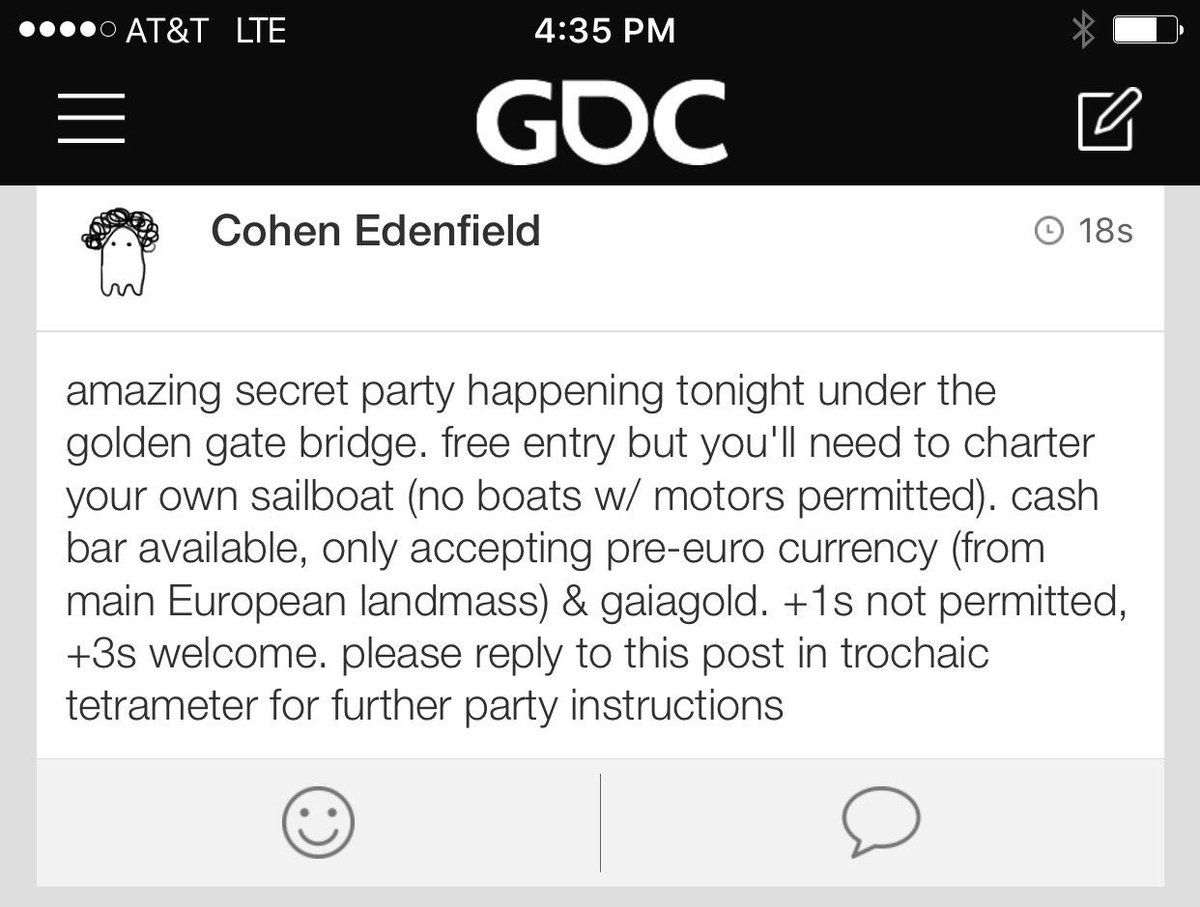 AT&T LTE 4:35 PM
GDC
Cohen Edenfield 18s
amazing secret party happening tonight under the
golden gate bridge. free entry but you'll need to charter
your own sailboat (no boats w/ motors permitted). cash
bar available, only accepting pre-euro currency (from
main European landmass) & gaiagold. +1s not permitted,
+3s welcome. please reply to this post in trochaic
tetrameter for further party instructions